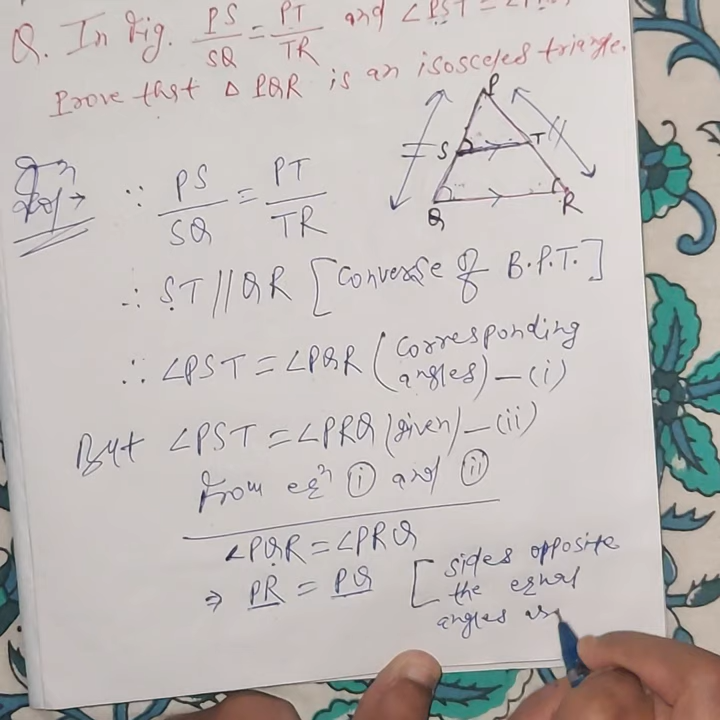 Q. In Fig. PS/SQ = PT/TR and ∠PST =
Prove that Δ PQR is an isosceles triangle.
P
S T
Q R
∵ PS/SQ = PT/TR
∴ ST // QR [Converse of B.P.T.]
∴ ∠PST = ∠PQR (corresponding
angles) — (i)
But ∠PST = ∠PRQ (given) — (ii)
From eqn (i) and (ii)
∠PQR = ∠PRQ
⇒ PR = PQ [sides opposite
the equal
angles